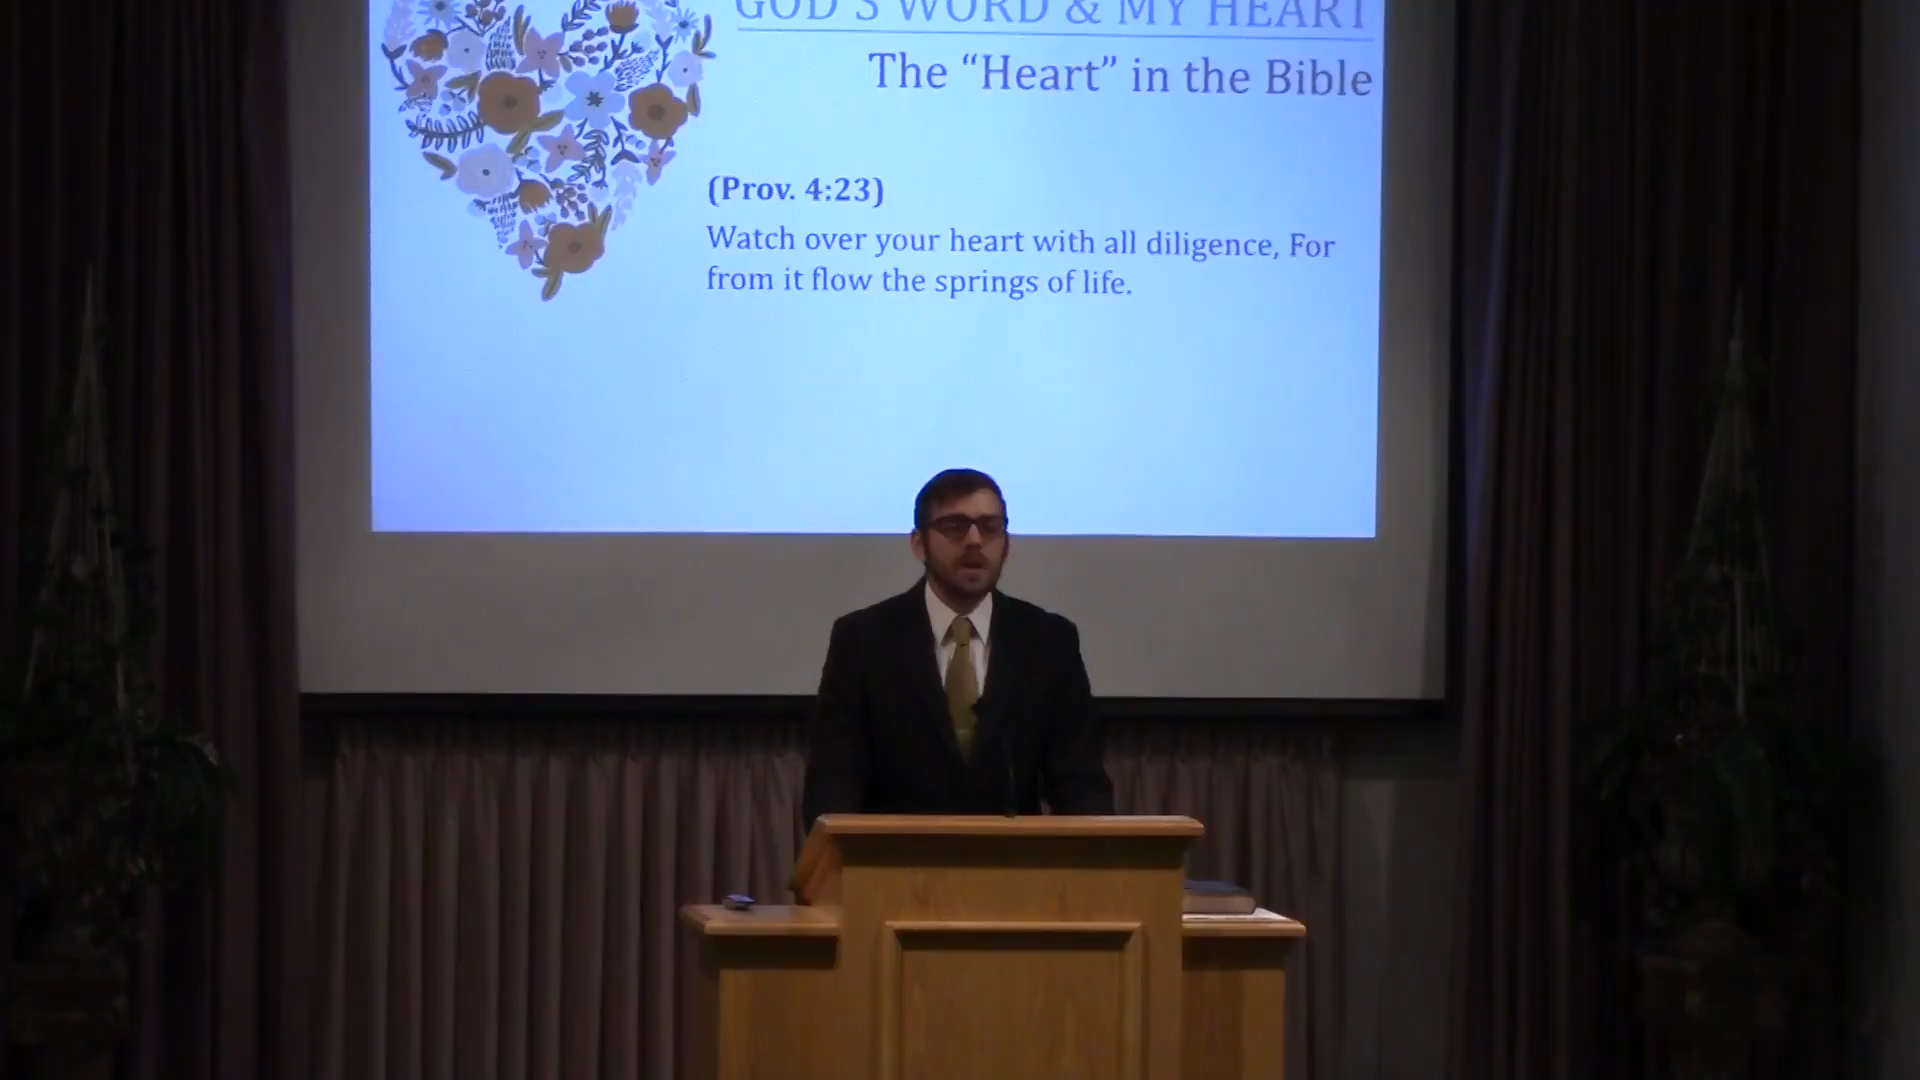 GOD'S WORD & MY HEART
The “Heart” in the Bible
(Prov. 4:23)
Watch over your heart with all diligence, For
from it flow the springs of life.